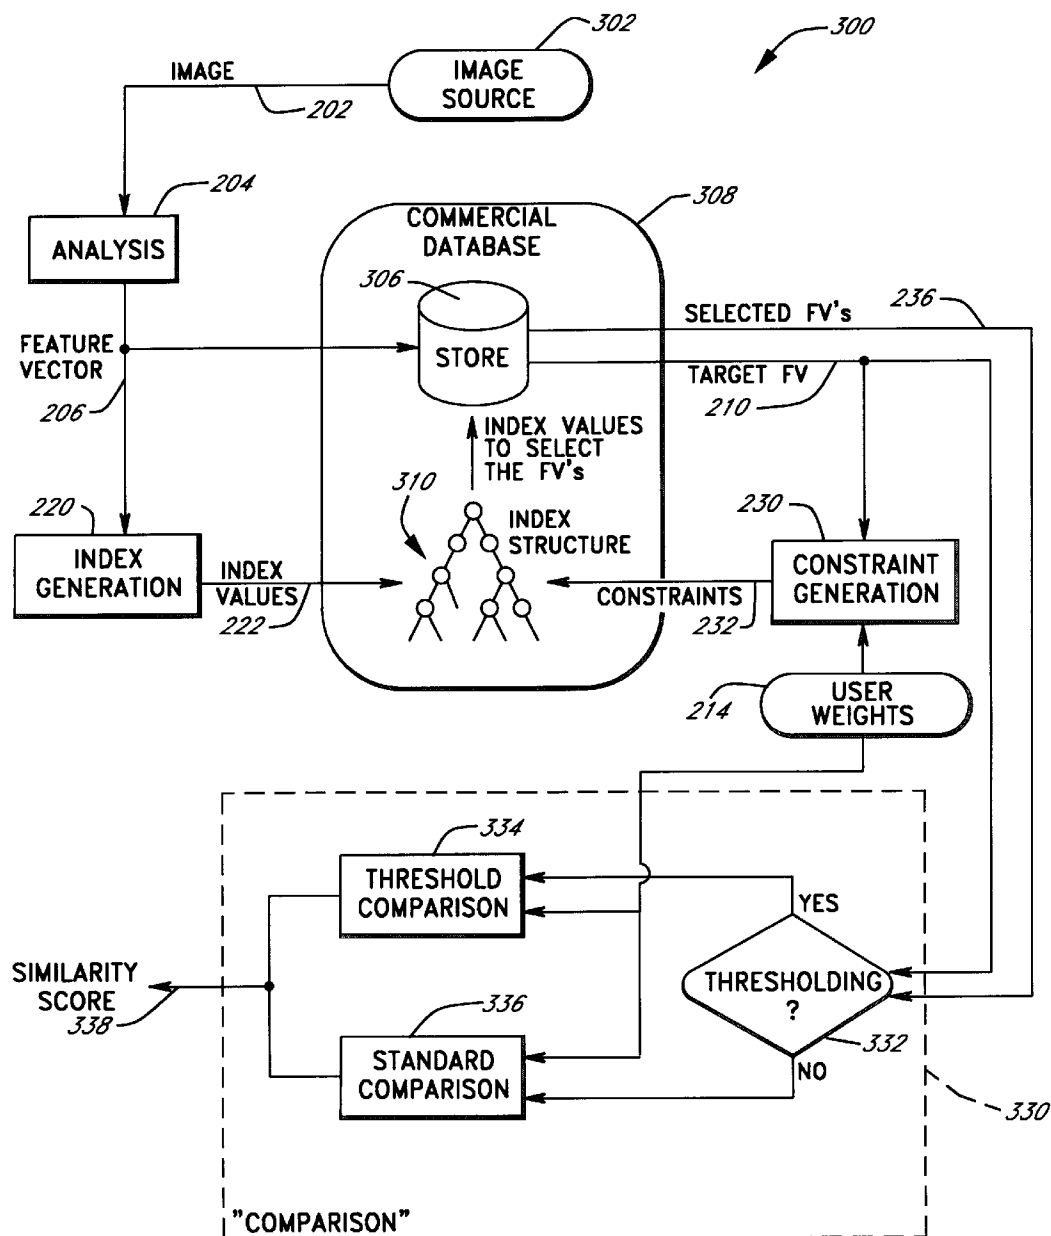 302
300
IMAGE
SOURCE
IMAGE
202
204
ANALYSIS
308
COMMERCIAL
DATABASE
306
STORE
SELECTED FV's
236
TARGET FV
210
FEATURE
VECTOR
206
INDEX VALUES
TO SELECT
THE FV's
310
INDEX
STRUCTURE
220
INDEX
GENERATION
INDEX
VALUES
222
230
CONSTRAINT
GENERATION
CONSTRAINTS
232
USER
WEIGHTS
214
334
THRESHOLD
COMPARISON
YES
THRESHOLDING
?
332
NO
SIMILARITY
SCORE
338
336
STANDARD
COMPARISON
330
"COMPARISON"